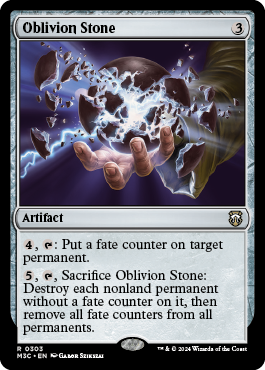 Oblivion Stone 3
Artifact
4, T: Put a fate counter on target
permanent.
5, T, Sacrifice Oblivion Stone:
Destroy each nonland permanent
without a fate counter on it, then
remove all fate counters from all
permanents.
R 0303
M3C • EN Gabor Szikszai
™ & © 2024 Wizards of the Coast